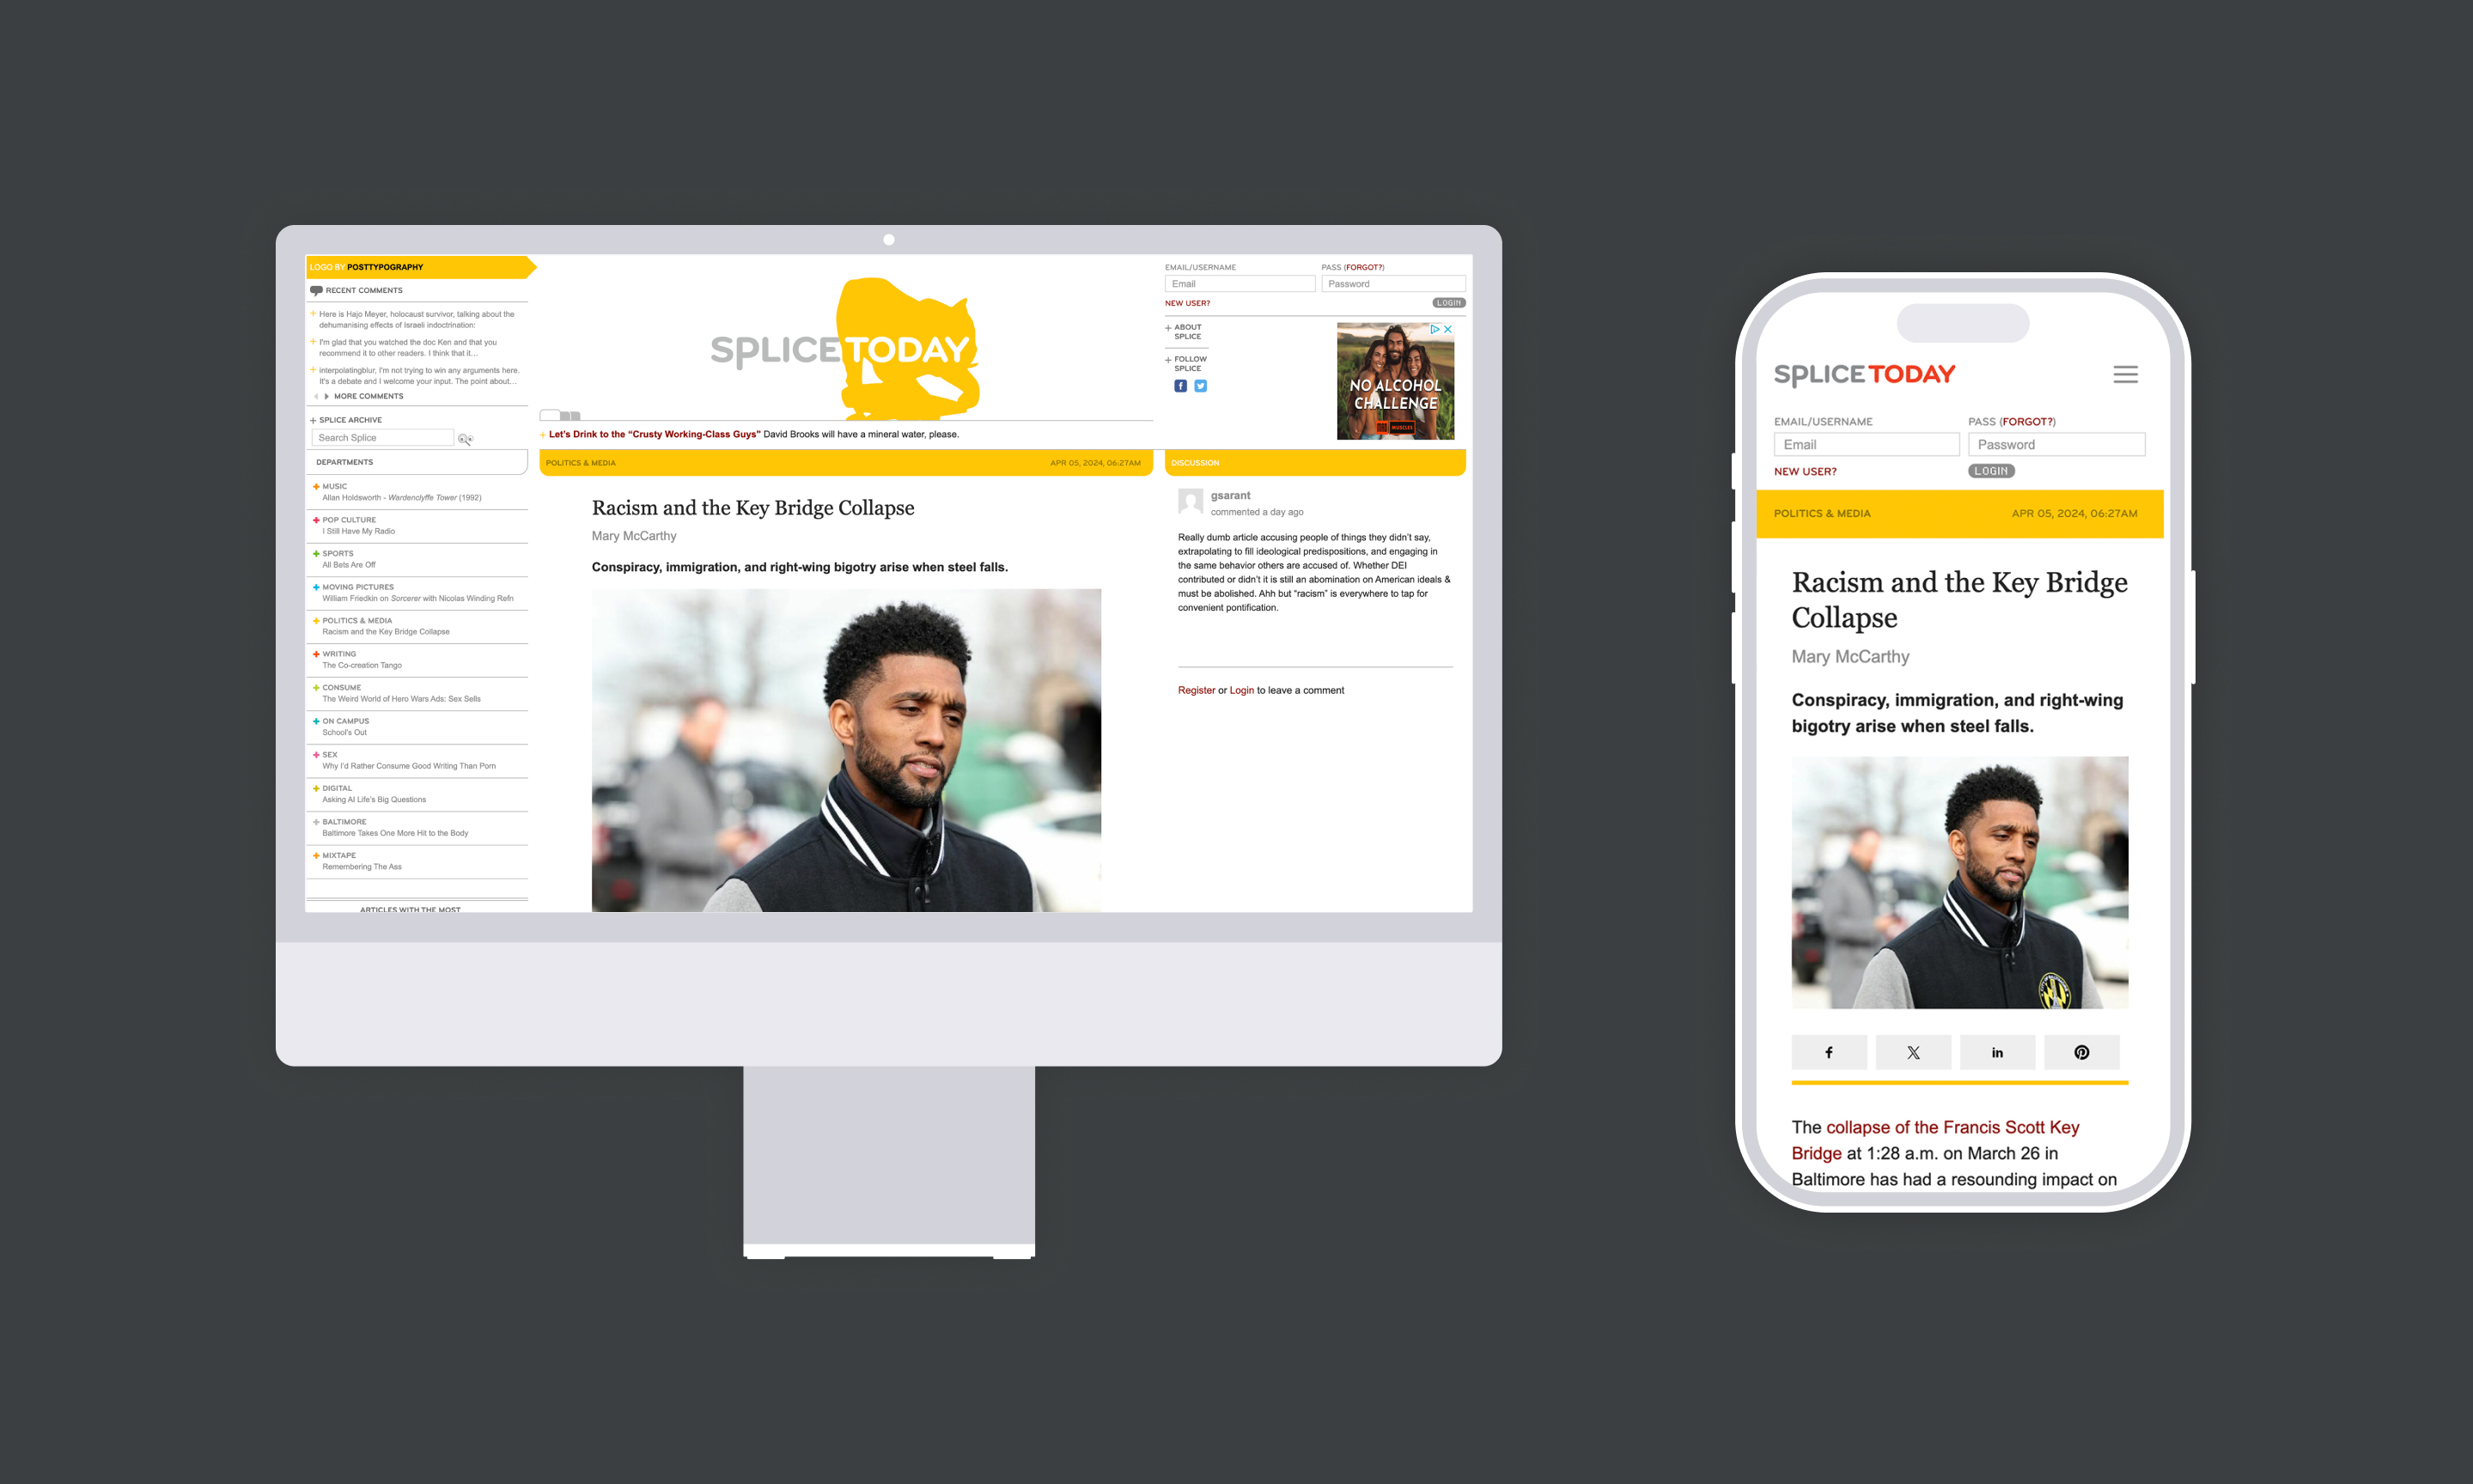 LOGO BY POSTTYPOGRAPHY
RECENT COMMENTS
Here is Hajo Meyer, holocaust survivor, talking about the
dehumanising effects of Israeli indoctrination:
I'm glad that you watched the doc Ken and that you
recommend it to other readers. I think that it...
interpolatingblur, I'm not trying to win any arguments here.
It's a debate and I welcome your input. The point about...
MORE COMMENTS
SPLICE ARCHIVE
Search Splice
DEPARTMENTS
MUSIC
Allan Holdsworth - Wardenclyffe Tower (1992)
POP CULTURE
I Still Have My Radio
SPORTS
All Bets Are Off
MOVING PICTURES
William Friedkin on Sorcerer with Nicolas Winding Refn
POLITICS & MEDIA
Racism and the Key Bridge Collapse
WRITING
The Co-creation Tango
CONSUME
The Weird World of Hero Wars Ads: Sex Sells
ON CAMPUS
School's Out
SEX
Why I'd Rather Consume Good Writing Than Porn
DIGITAL
Asking AI Life's Big Questions
BALTIMORE
Baltimore Takes One More Hit to the Body
MIXTAPE
Remembering The Ass
ARTICLES WITH THE MOST
SPLICETODAY
Let's Drink to the “Crusty Working-Class Guys” David Brooks will have a mineral water, please.
POLITICS & MEDIA APR 05, 2024, 06:27AM
Racism and the Key Bridge Collapse
Mary McCarthy
Conspiracy, immigration, and right-wing bigotry arise when steel falls.
EMAIL/USERNAME PASS (FORGOT?)
Email Password
NEW USER? LOGIN
ABOUT
SPLICE
FOLLOW
SPLICE
NO ALCOHOL
CHALLENGE
MUSCLES
DISCUSSION
gsarant
commented a day ago
Really dumb article accusing people of things they didn't say,
extrapolating to fill ideological predispositions, and engaging in
the same behavior others are accused of. Whether DEI
contributed or didn't it is still an abomination on American ideals &
must be abolished. Ahh but “racism” is everywhere to tap for
convenient pontification.
Register or Login to leave a comment
SPLICETODAY
EMAIL/USERNAME PASS (FORGOT?)
Email Password
NEW USER? LOGIN
POLITICS & MEDIA APR 05, 2024, 06:27AM
Racism and the Key Bridge
Collapse
Mary McCarthy
Conspiracy, immigration, and right-wing
bigotry arise when steel falls.
The collapse of the Francis Scott Key
Bridge at 1:28 a.m. on March 26 in
Baltimore has had a resounding impact on